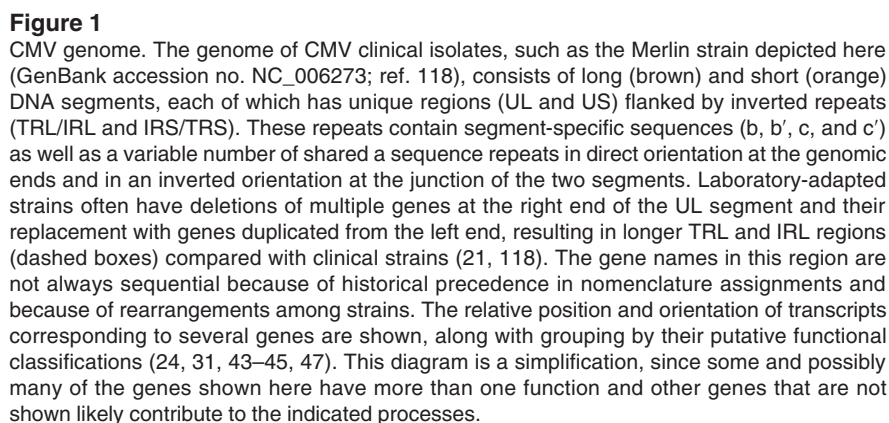 Figure 1
CMV genome. The genome of CMV clinical isolates, such as the Merlin strain depicted here
(GenBank accession no. NC_006273; ref. 118), consists of long (brown) and short (orange)
DNA segments, each of which has unique regions (UL and US) flanked by inverted repeats
(TRL/IRL and IRS/TRS). These repeats contain segment-specific sequences (b, b′, c, and c′)
as well as a variable number of shared a sequence repeats in direct orientation at the genomic
ends and in an inverted orientation at the junction of the two segments. Laboratory-adapted
strains often have deletions of multiple genes at the right end of the UL segment and their
replacement with genes duplicated from the left end, resulting in longer TRL and IRL regions
(dashed boxes) compared with clinical strains (21, 118). The gene names in this region are
not always sequential because of historical precedence in nomenclature assignments and
because of rearrangements among strains. The relative position and orientation of transcripts
corresponding to several genes are shown, along with grouping by their putative functional
classifications (24, 31, 43–45, 47). This diagram is a simplification, since some and possibly
many of the genes shown here have more than one function and other genes that are not
shown likely contribute to the indicated processes.